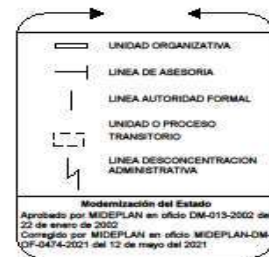 UNIDAD ORGANIZATIVA
LINEA DE ASESORIA
LINEA AUTORIDAD FORMAL
UNIDAD O PROCESO
TRANSITORIO
LINEA DESCONCENTRACION
ADMINISTRATIVA
Modernización del Estado
Aprobado por MIDEPLAN en oficio DM-013-2002 de
22 de enero de 2002
Corregido por MIDEPLAN en oficio MIDEPLAN-DM-
OF-0474-2021 del 12 de mayo del 2021